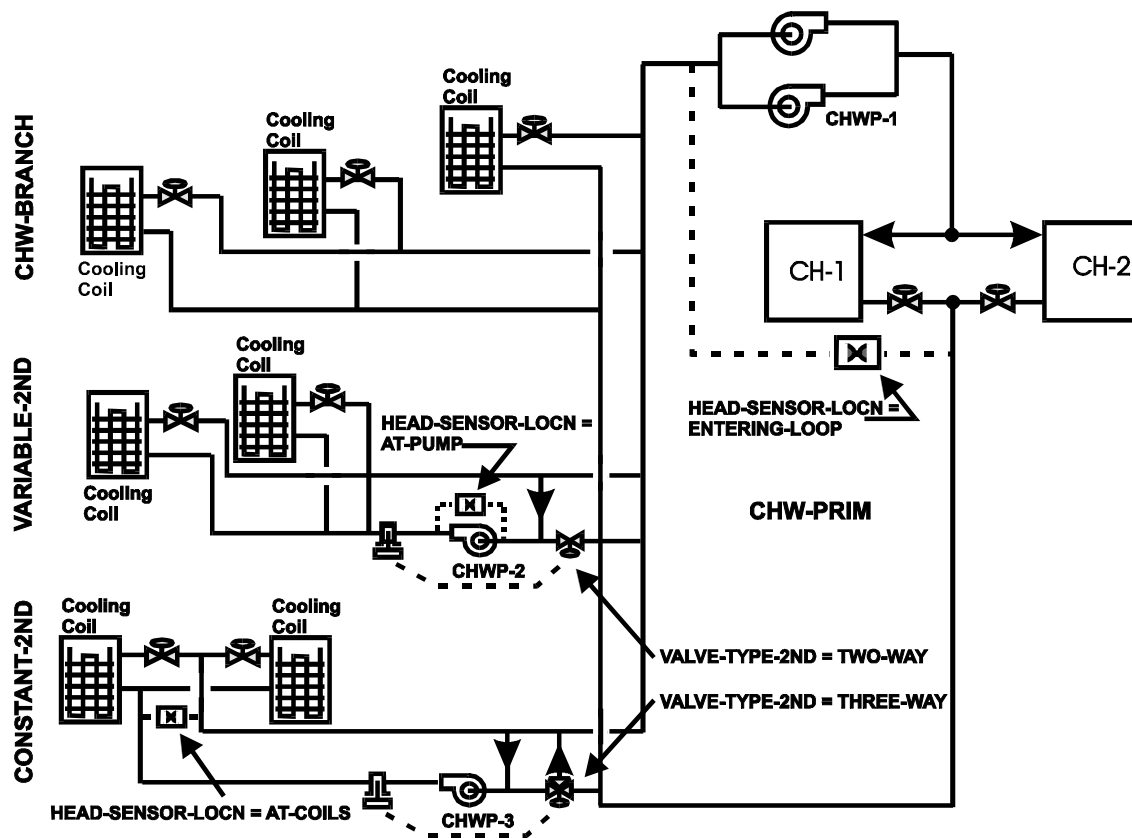 CHW-BRANCH
VARIABLE-2ND
CONSTANT-2ND
Cooling
Coil
Cooling
Coil
Cooling
Coil
CHWP-1
CH-1
CH-2
HEAD-SENSOR-LOCN =
ENTERING-LOOP
CHW-PRIM
Cooling
Coil
Cooling
Coil
HEAD-SENSOR-LOCN =
AT-PUMP
CHWP-2
Cooling
Coil
Cooling
Coil
VALVE-TYPE-2ND = TWO-WAY
VALVE-TYPE-2ND = THREE-WAY
HEAD-SENSOR-LOCN = AT-COILS
CHWP-3